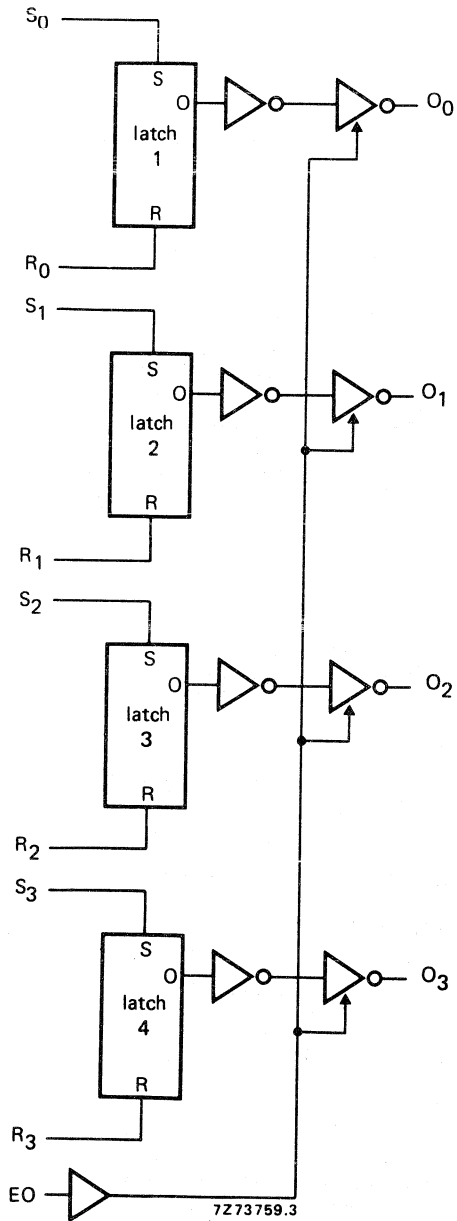 S0
S
O
latch
1
O0
R
R0
S1
S
O
latch
2
O1
R
R1
S2
S
O
latch
3
O2
R
R2
S3
S
O
latch
4
O3
R
R3
EO
7Z73759.3